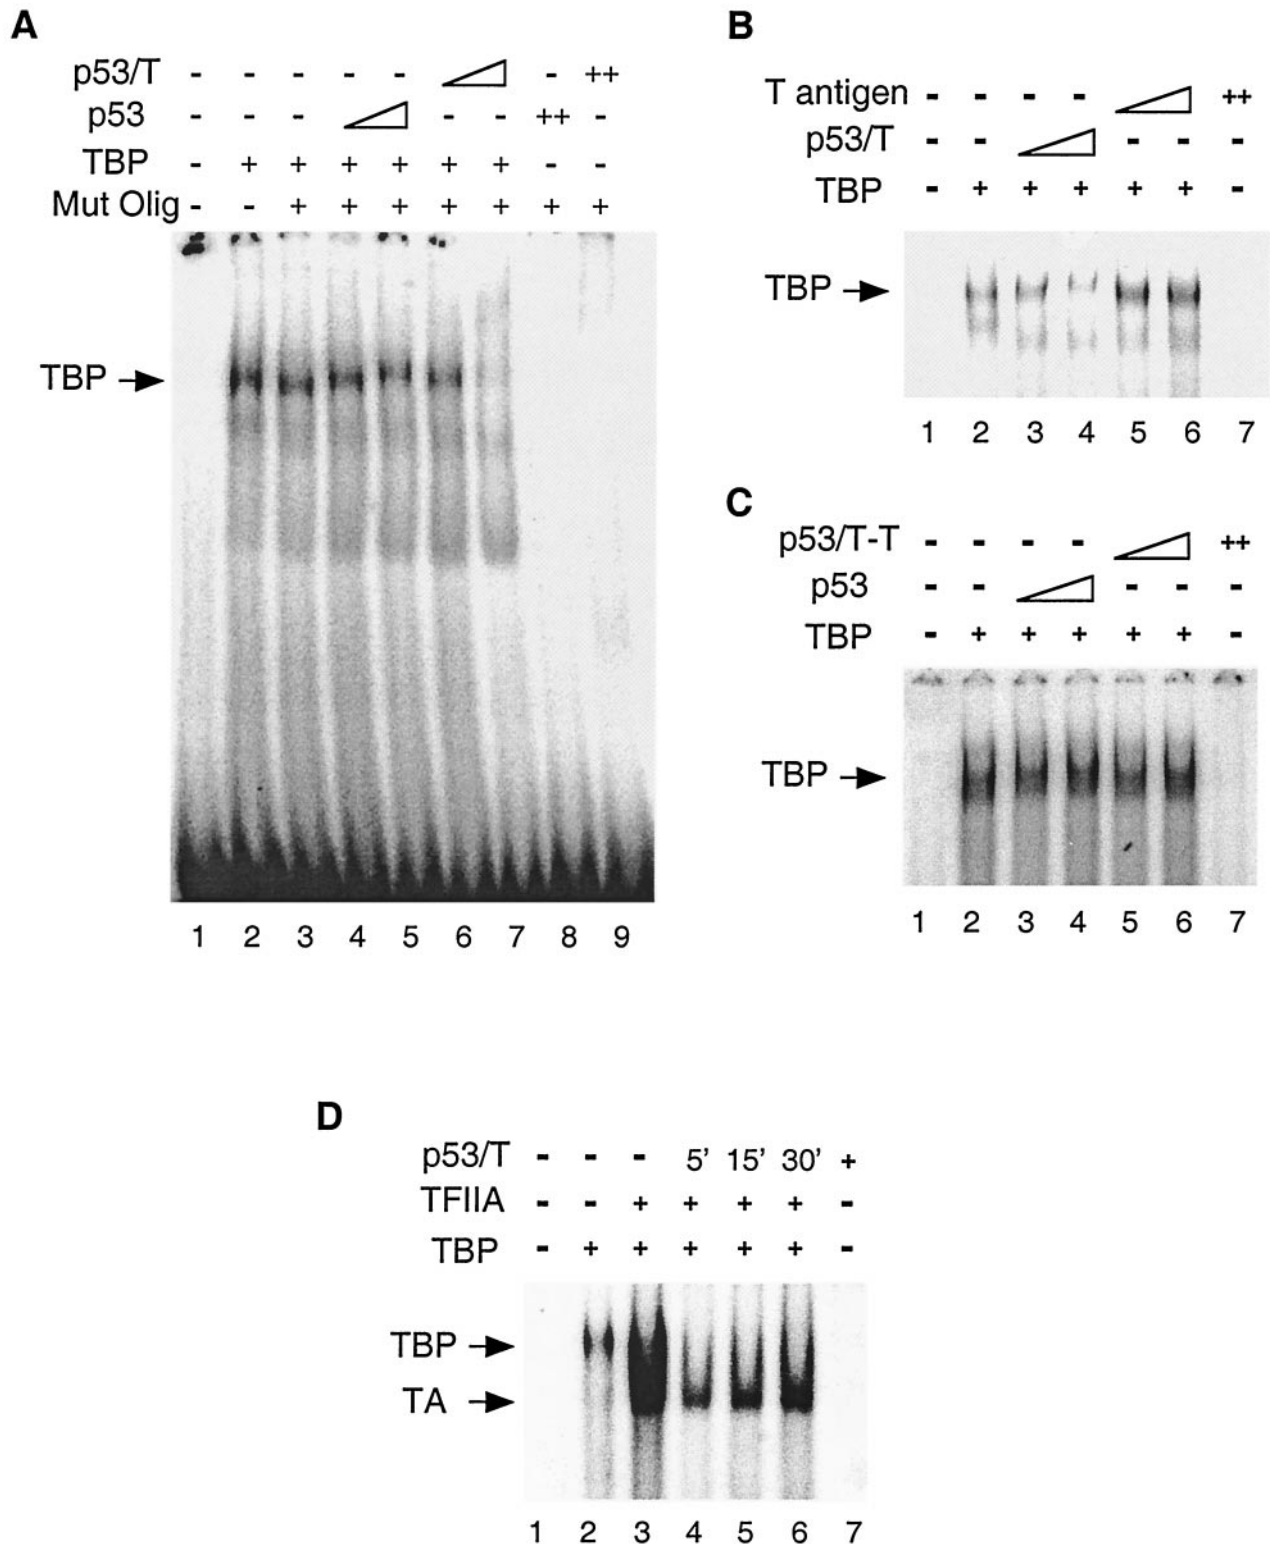 A
p53/T - - - - - - ++
p53 - - - - - ++ -
TBP - + + + + + + - -
Mut Olig - - + + + + + + +
TBP
1 2 3 4 5 6 7 8 9
B
T antigen - - - - ++
p53/T - - - - -
TBP - + + + + + -
TBP
1 2 3 4 5 6 7
C
p53/T-T - - - - ++
p53 - - - - -
TBP - + + + + + -
TBP
1 2 3 4 5 6 7
D
p53/T - - - 5’ 15’ 30’ +
TFIIA - - + + + + -
TBP - + + + + + -
TBP
TA
1 2 3 4 5 6 7